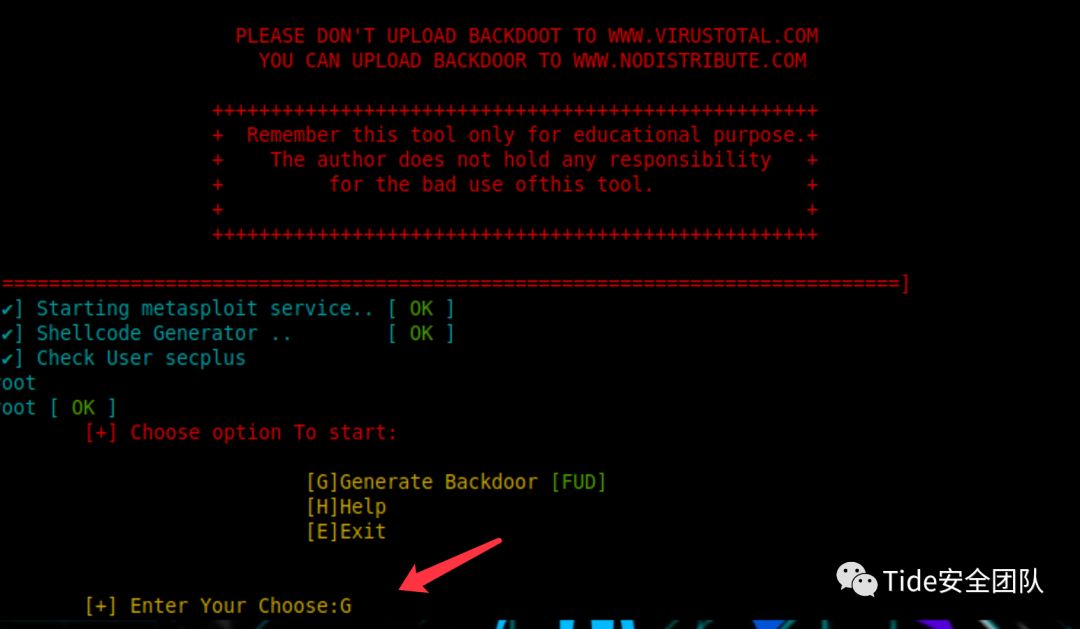 PLEASE DON'T UPLOAD BACKDOOT TO WWW.VIRUSTOTAL.COM
YOU CAN UPLOAD BACKDOOR TO WWW.NODISTRIBUTE.COM
++++++++++++++++++++++++++++++++++++++++++++++++++++
+ Remember this tool only for educational purpose.+
+ The author does not hold any responsibility +
+ for the bad use ofthis tool. +
+ +
++++++++++++++++++++++++++++++++++++++++++++++++++++
=============================================================================]
✔] Starting metasploit service.. [ OK ]
✔] Shellcode Generator .. [ OK ]
✔] Check User secplus
root
root [ OK ]
[+] Choose option To start:
[G]Generate Backdoor [FUD]
[H]Help
[E]Exit
[+] Enter Your Choose:G
Tide安全团队